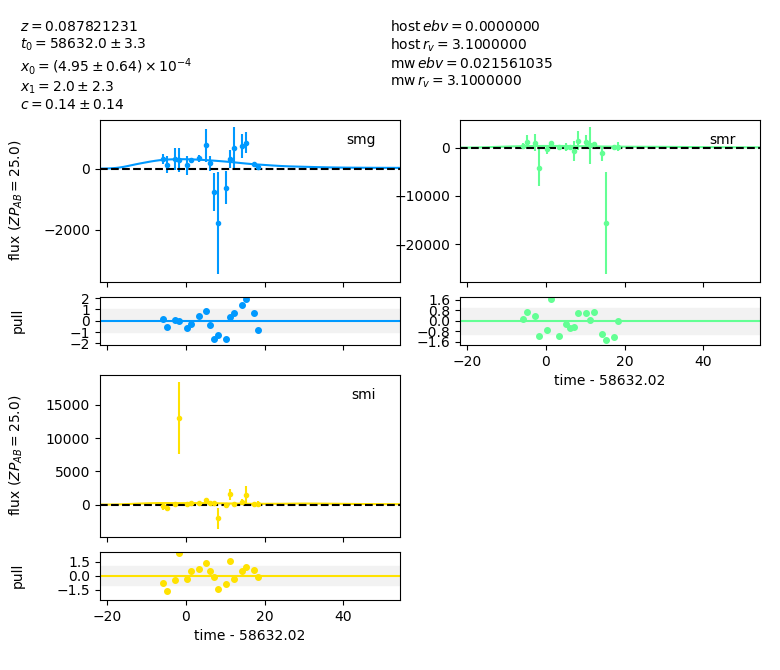 z = 0.087821231
t₀ = 58632.0 ± 3.3
x₀ = (4.95 ± 0.64) × 10⁻⁴
x₁ = 2.0 ± 2.3
c = 0.14 ± 0.14
host ebv = 0.0000000
host r_v = 3.1000000
mw ebv = 0.021561035
mw r_v = 3.1000000
smg
flux (ZP_AB = 25.0)
0
−2000
pull
2
1
0
−1
−2
smr
0
−10000
−20000
1.6
0.8
0.0
−0.8
−1.6
−20 0 20 40
time - 58632.02
smi
flux (ZP_AB = 25.0)
15000
10000
5000
0
pull
1.5
0.0
−1.5
−20 0 20 40
time - 58632.02